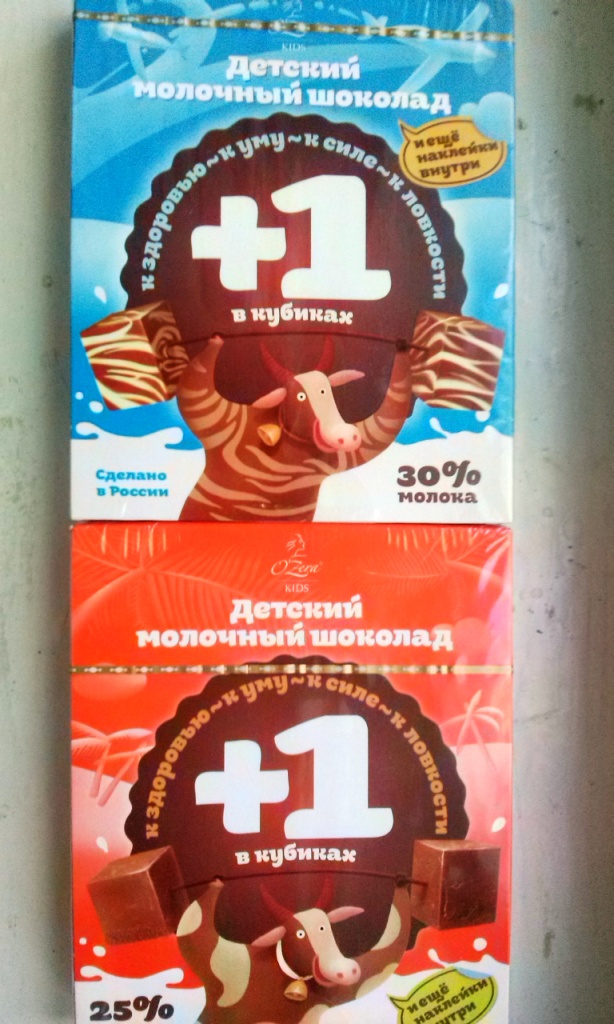 KIDS
Детский
молочный шоколад
и ещё
наклейки
внутри
к здоровью~к уму~к силе~к ловкости
+1
в кубиках
Сделано
в России
30%
молока
O'Zera
KIDS
Детский
молочный шоколад
к здоровью~к уму~к силе~к ловкости
+1
в кубиках
25%
и ещё
наклейки
внутри